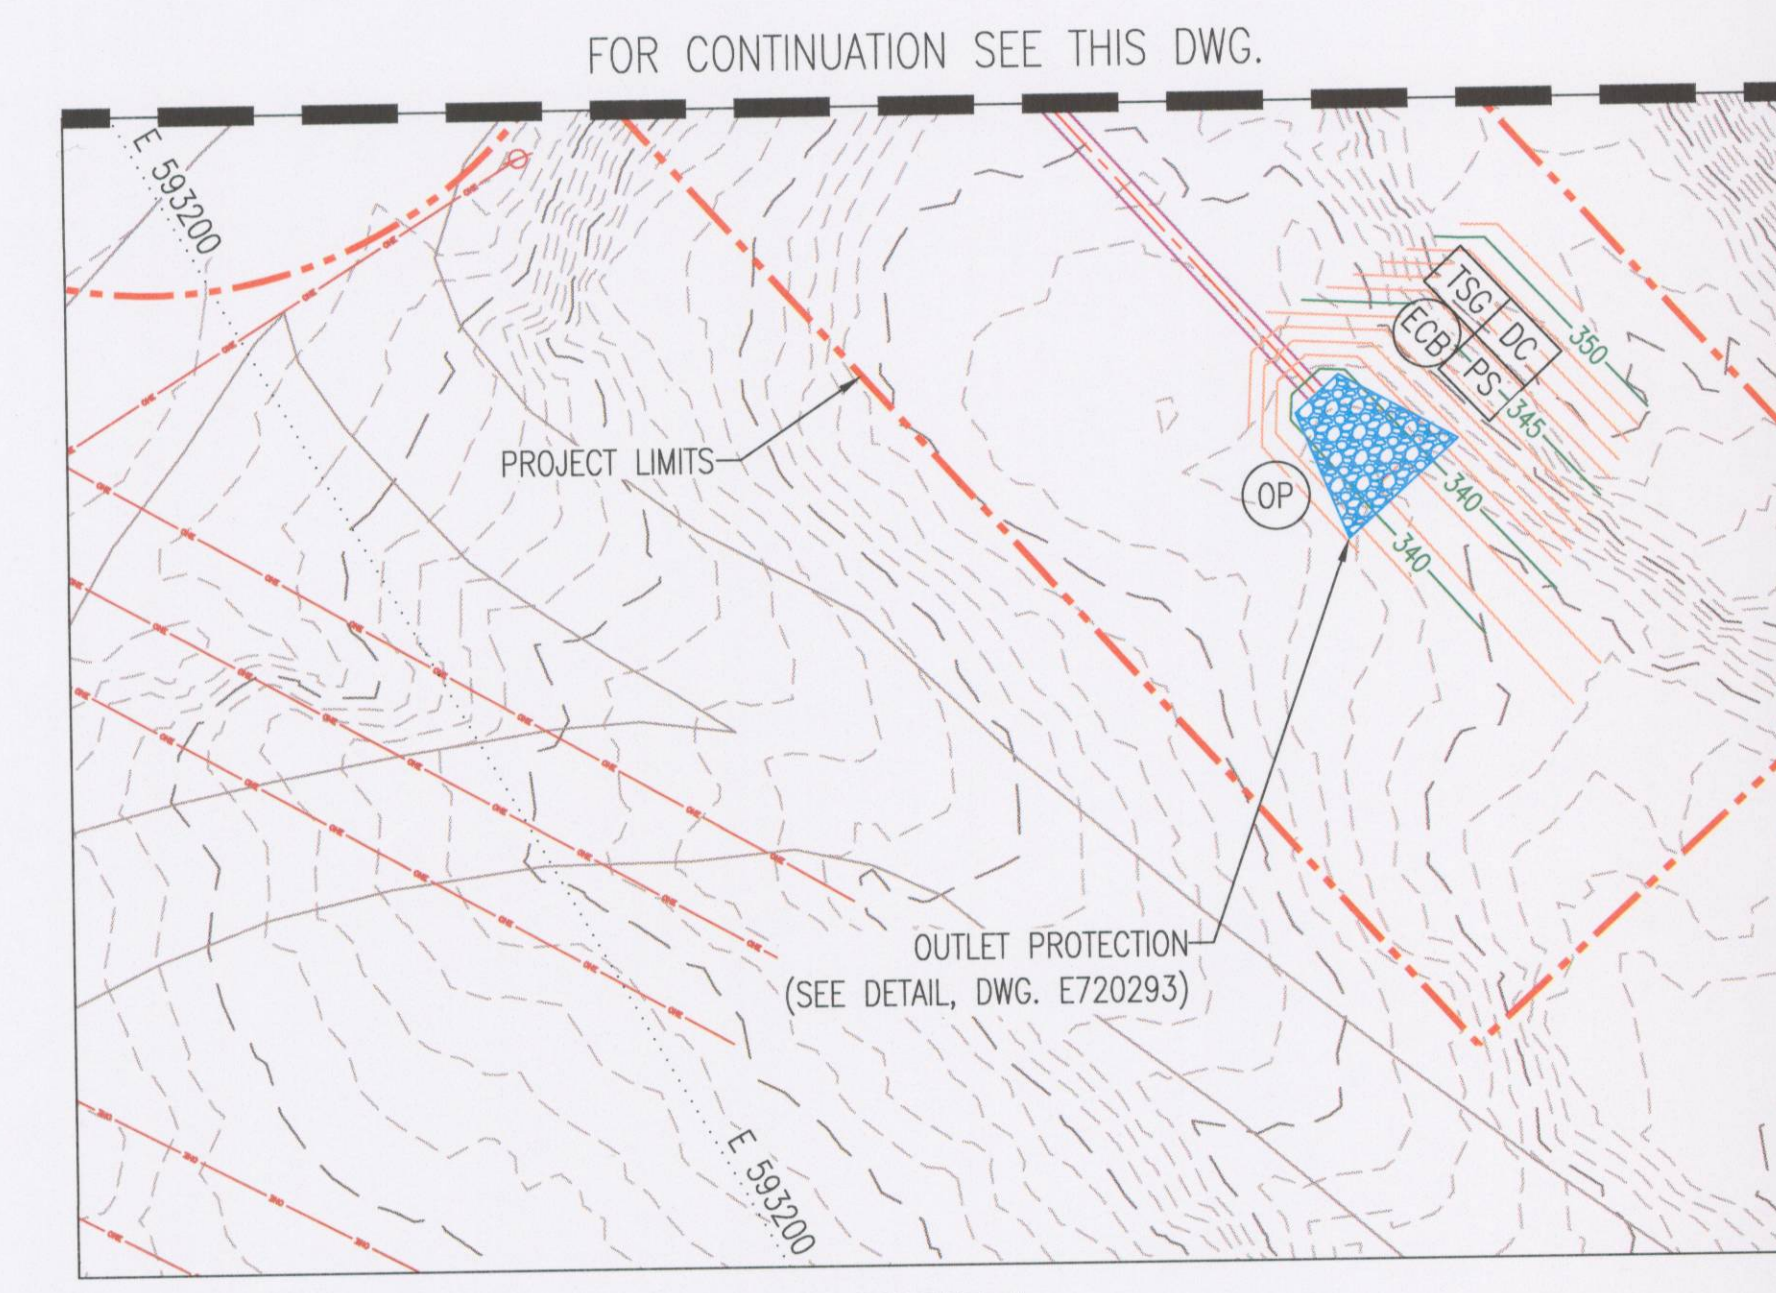 FOR CONTINUATION SEE THIS DWG.
E 593200
TSG
DC
ECB
PS
350
345
340
340
PROJECT LIMITS
OP
OUTLET PROTECTION
(SEE DETAIL, DWG. E720293)
E 593200